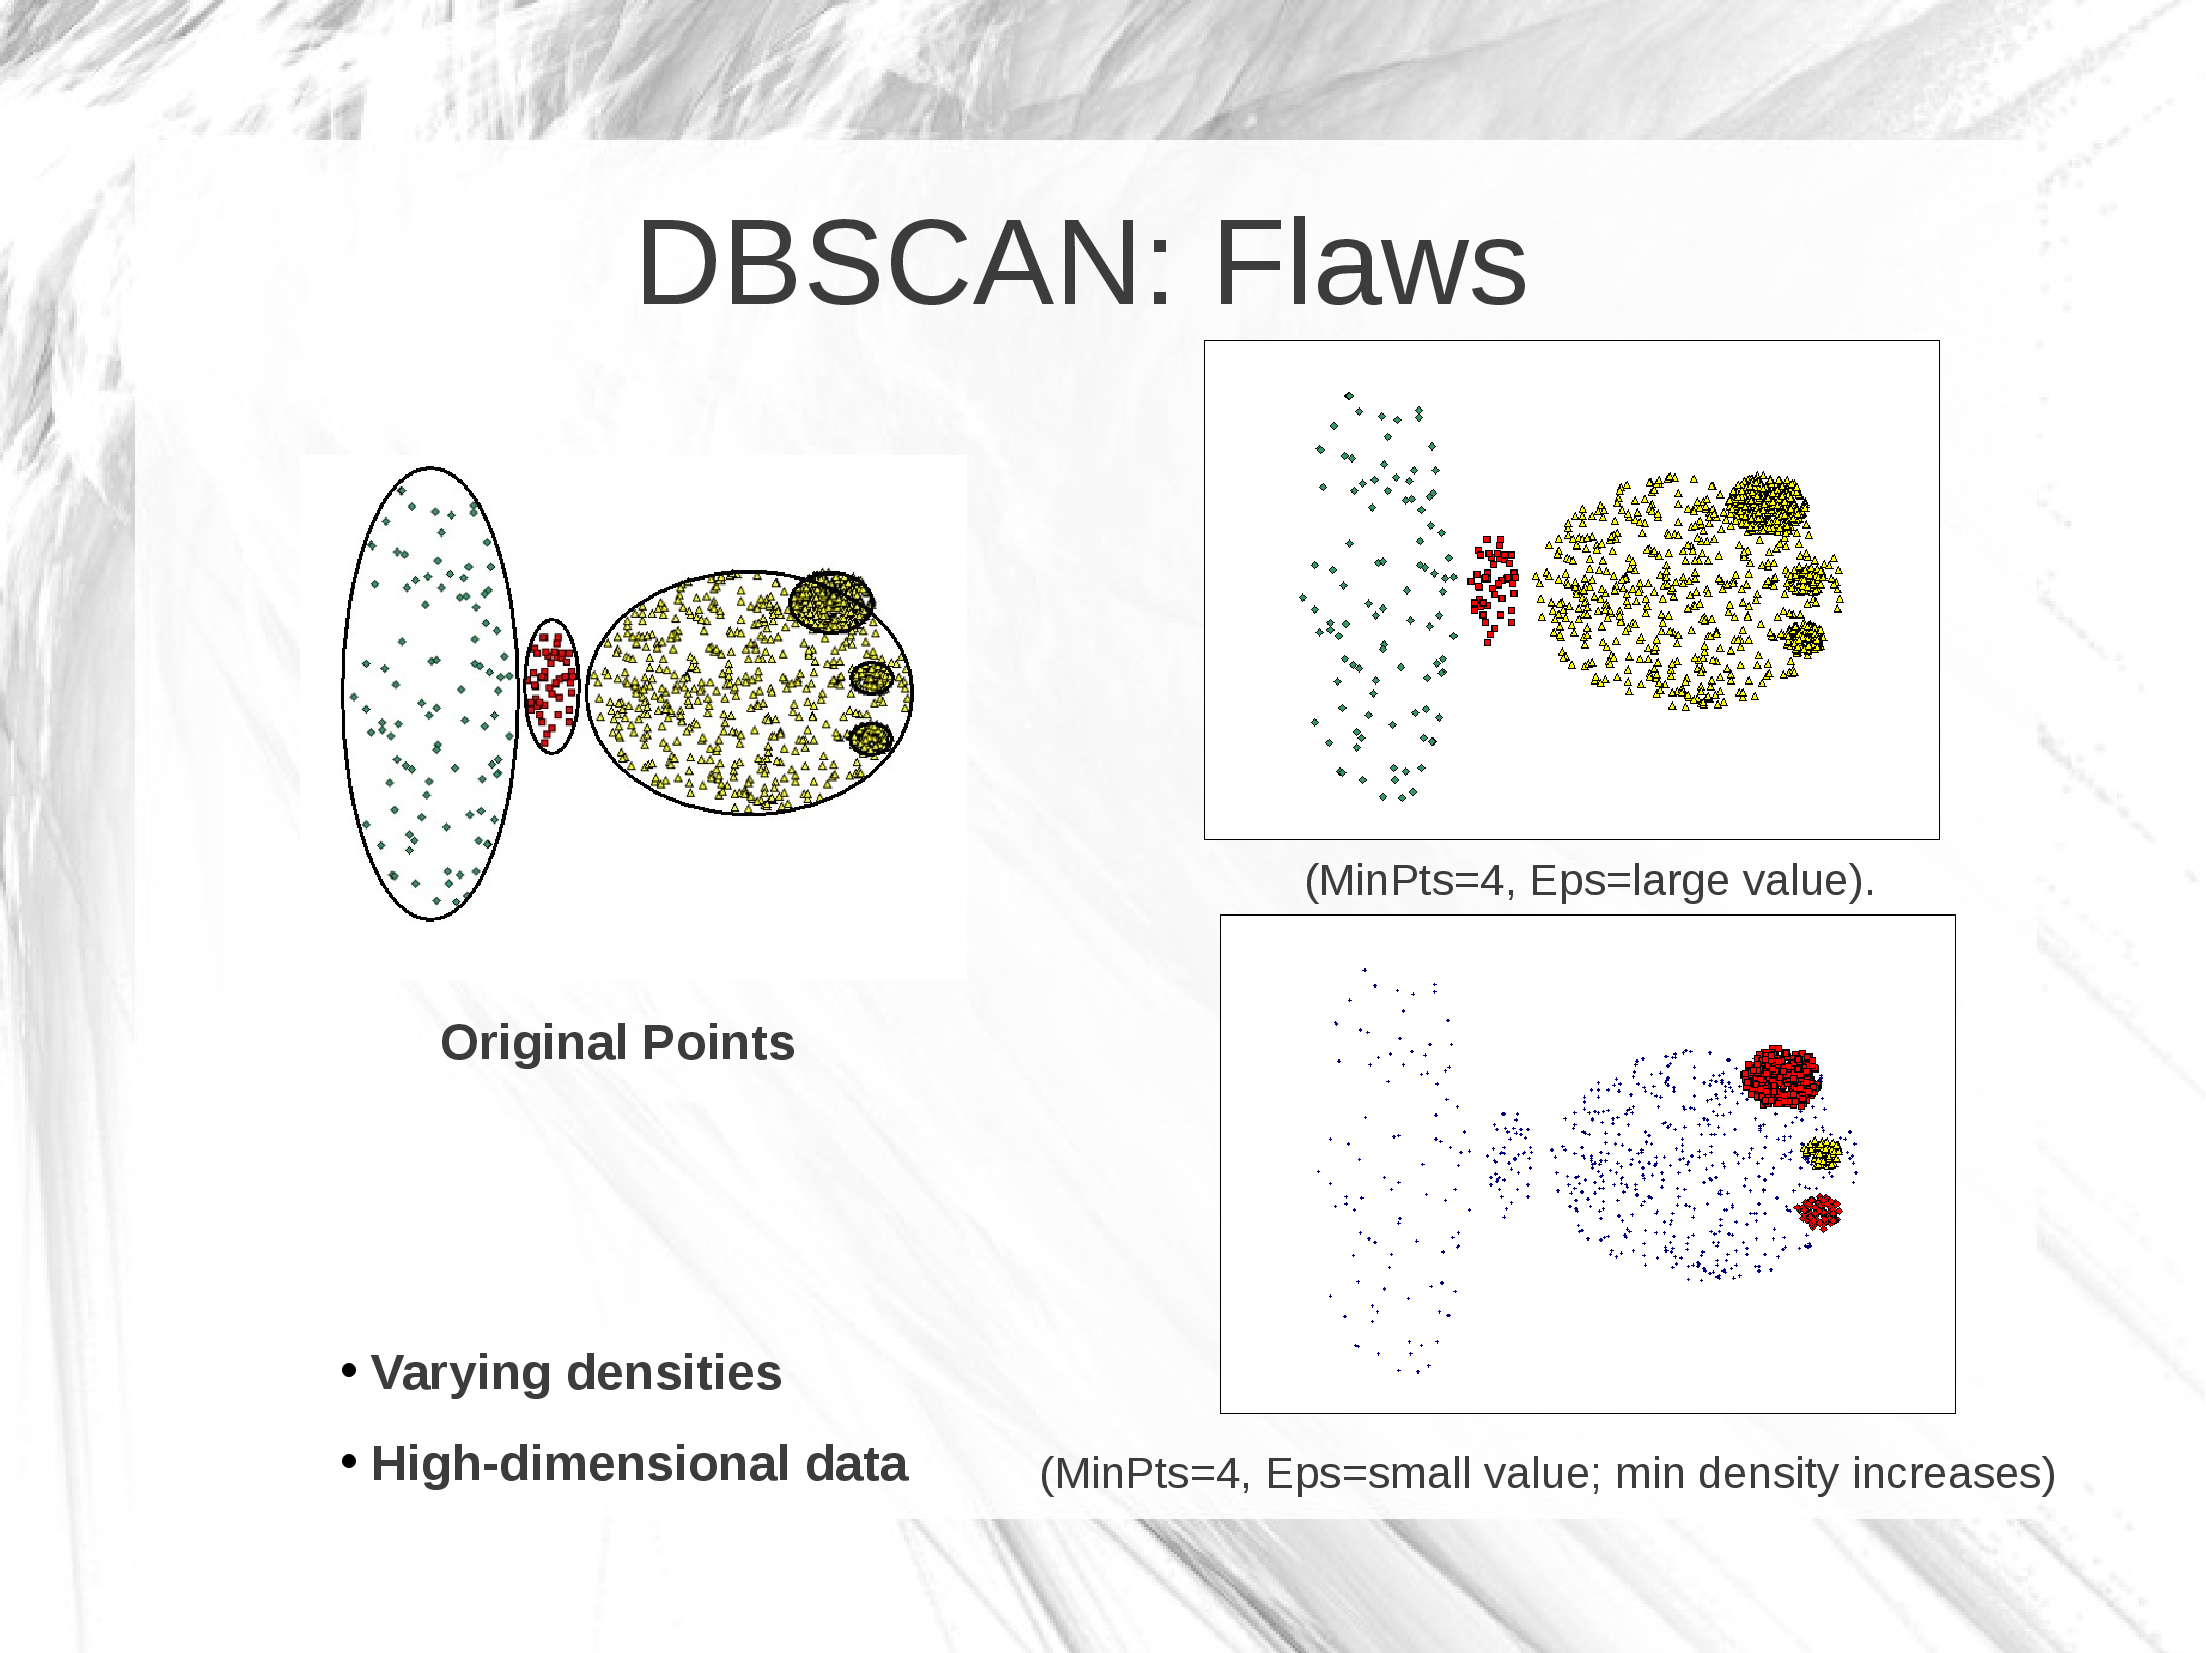 DBSCAN: Flaws
(MinPts=4, Eps=large value).
Original Points
• Varying densities
• High-dimensional data
(MinPts=4, Eps=small value; min density increases)